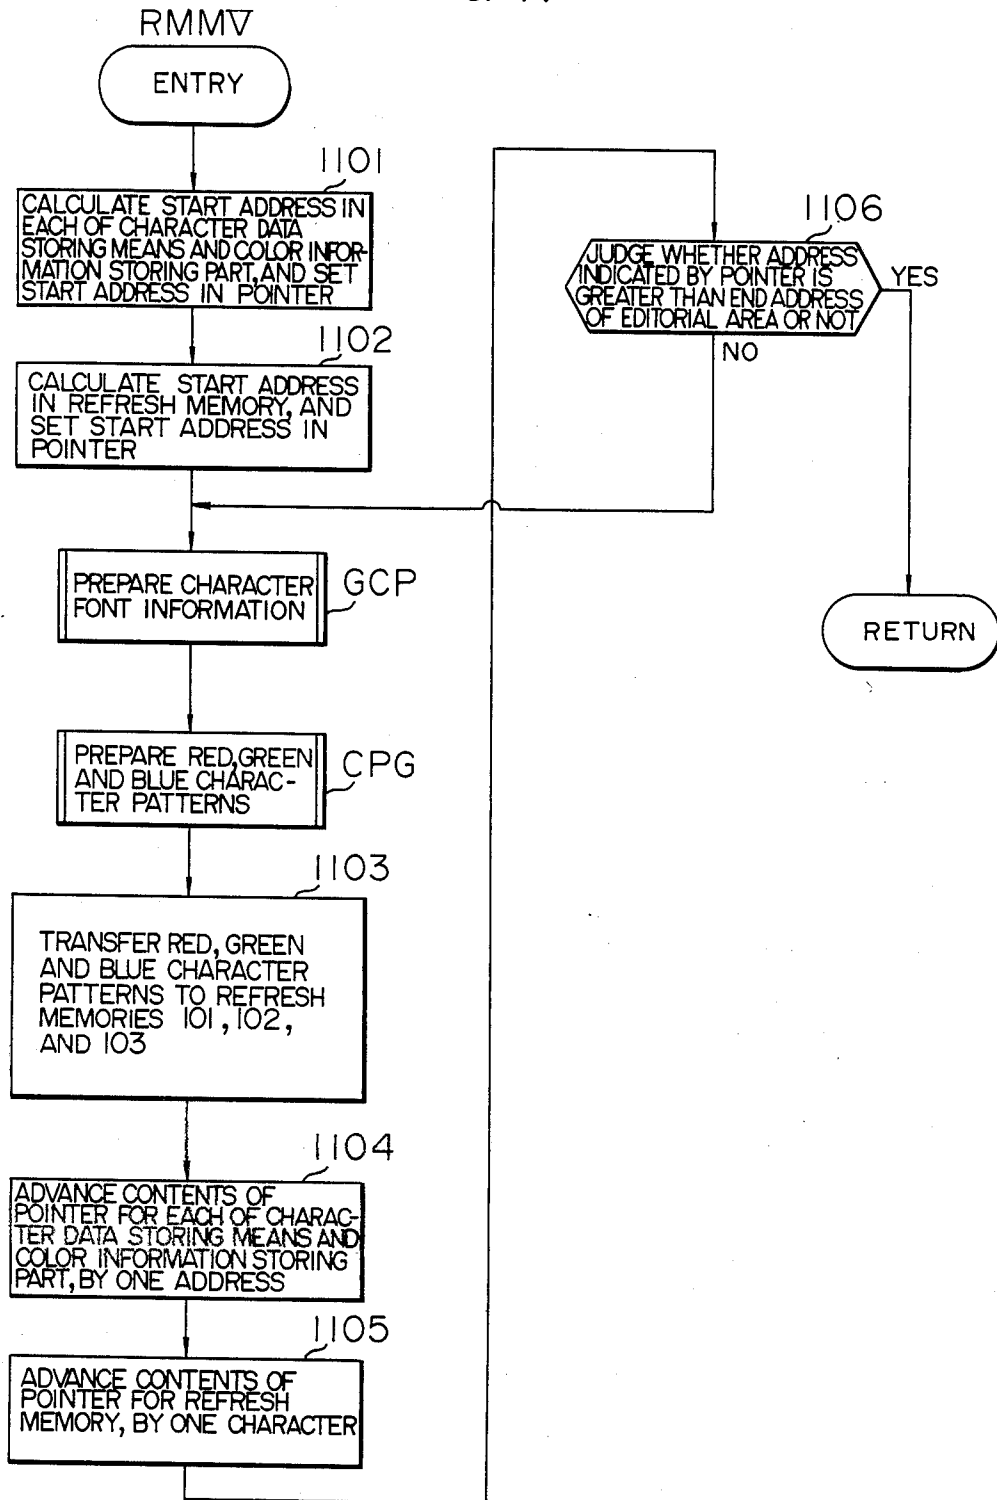 RMMV
ENTRY
1101
CALCULATE START ADDRESS IN
EACH OF CHARACTER DATA
STORING MEANS AND COLOR INFOR-
MATION STORING PART, AND SET
START ADDRESS IN POINTER
1102
CALCULATE START ADDRESS
IN REFRESH MEMORY, AND
SET START ADDRESS IN
POINTER
PREPARE CHARACTER
FONT INFORMATION
GCP
PREPARE RED, GREEN
AND BLUE CHARAC-
TER PATTERNS
CPG
1103
TRANSFER RED, GREEN
AND BLUE CHARACTER
PATTERNS TO REFRESH
MEMORIES 101, 102,
AND 103
1104
ADVANCE CONTENTS OF
POINTER FOR EACH OF CHARAC-
TER DATA STORING MEANS AND
COLOR INFORMATION STORING
PART, BY ONE ADDRESS
1105
ADVANCE CONTENTS OF
POINTER FOR REFRESH
MEMORY, BY ONE CHARACTER
1106
JUDGE WHETHER ADDRESS
INDICATED BY POINTER IS
GREATER THAN END ADDRESS
OF EDITORIAL AREA OR NOT
YES
NO
RETURN